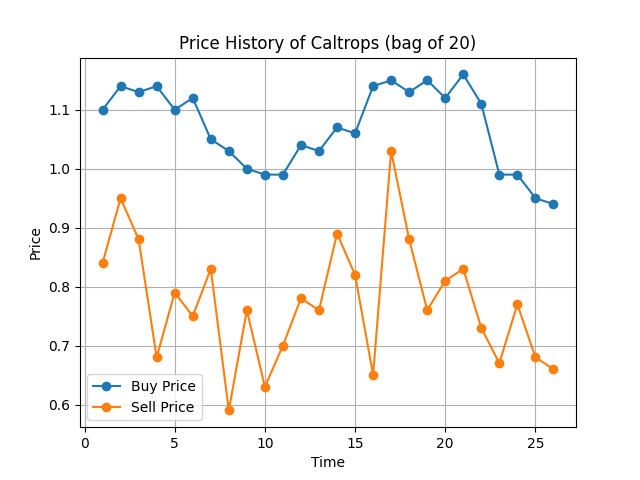 Price History of Caltrops (bag of 20)
Price
1.1
1.0
0.9
0.8
0.7
0.6
Buy Price
Sell Price
0 5 10 15 20 25
Time